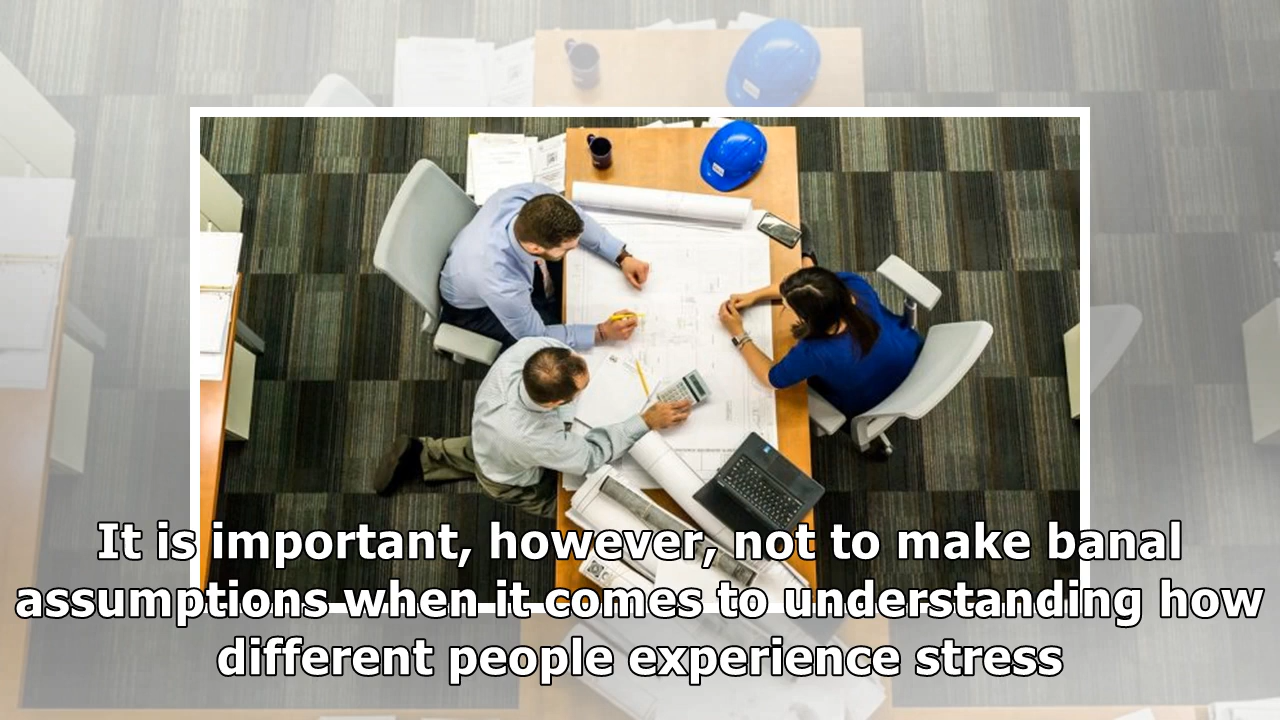 It is important, however, not to make banal
assumptions when it comes to understanding how
different people experience stress